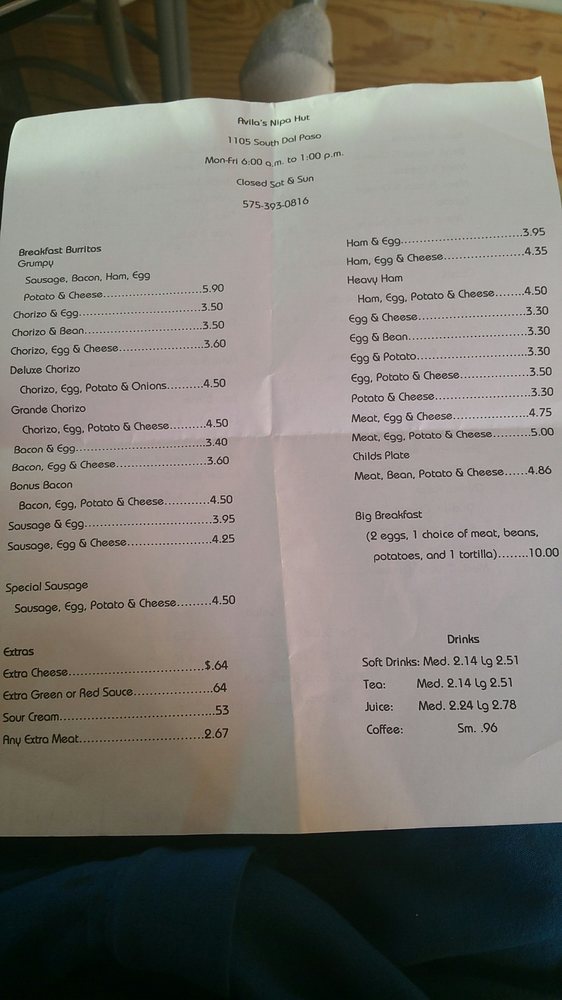 Avila's Nipa Hut
1105 South Dal Paso
Mon-Fri 6:00 a.m. to 1:00 p.m.
Closed Sat & Sun
575-393-0816
Breakfast Burritos
Grumpy
Sausage, Bacon, Ham, Egg
Potato & Cheese..........................5.90
Chorizo & Egg..............................3.50
Chorizo & Bean............................3.50
Chorizo, Egg & Cheese....................3.60
Deluxe Chorizo
Chorizo, Egg, Potato & Onions.........4.50
Grande Chorizo
Chorizo, Egg, Potato & Cheese.........4.50
Bacon & Egg................................3.40
Bacon, Egg & Cheese......................3.60
Bonus Bacon
Bacon, Egg, Potato & Cheese............4.50
Sausage & Egg..............................3.95
Sausage, Egg & Cheese....................4.25
Special Sausage
Sausage, Egg, Potato & Cheese.........4.50
Extras
Extra Cheese................................$.64
Extra Green or Red Sauce..................64
Sour Cream....................................53
Any Extra Meat.............................2.67
Ham & Egg..............................3.95
Ham, Egg & Cheese....................4.35
Heavy Ham
Ham, Egg, Potato & Cheese........4.50
Egg & Cheese..........................3.30
Egg & Bean.............................3.30
Egg & Potato...........................3.30
Egg, Potato & Cheese.................3.50
Potato & Cheese.......................3.30
Meat, Egg & Cheese...................4.75
Meat, Egg, Potato & Cheese.........5.00
Childs Plate
Meat, Bean, Potato & Cheese......4.86
Big Breakfast
(2 eggs, 1 choice of meat, beans,
potatoes, and 1 tortilla)........10.00
Drinks
Soft Drinks: Med. 2.14 Lg 2.51
Tea: Med. 2.14 Lg 2.51
Juice: Med. 2.24 Lg 2.78
Coffee: Sm. .96